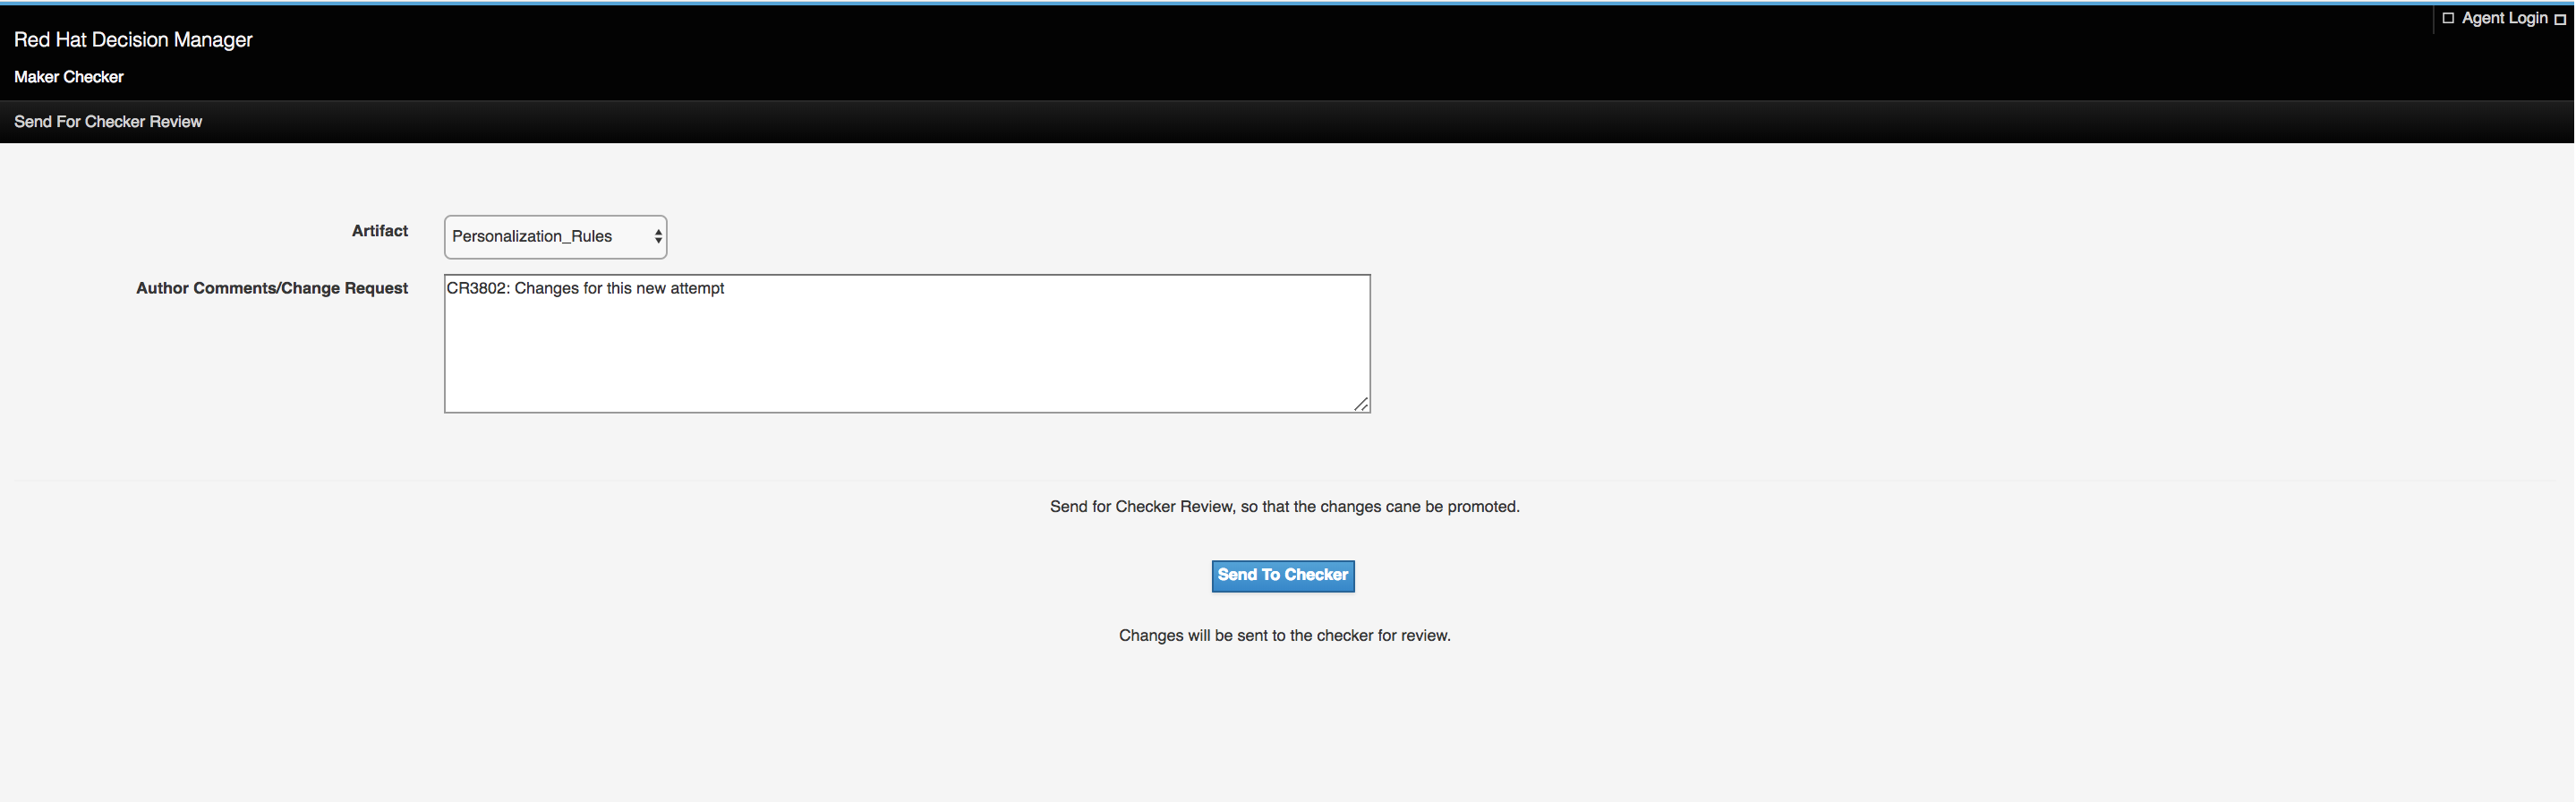 Agent Login
Red Hat Decision Manager
Maker Checker
Send For Checker Review
Artifact
Personalization_Rules
Author Comments/Change Request
CR3802: Changes for this new attempt
Send for Checker Review, so that the changes cane be promoted.
Send To Checker
Changes will be sent to the checker for review.